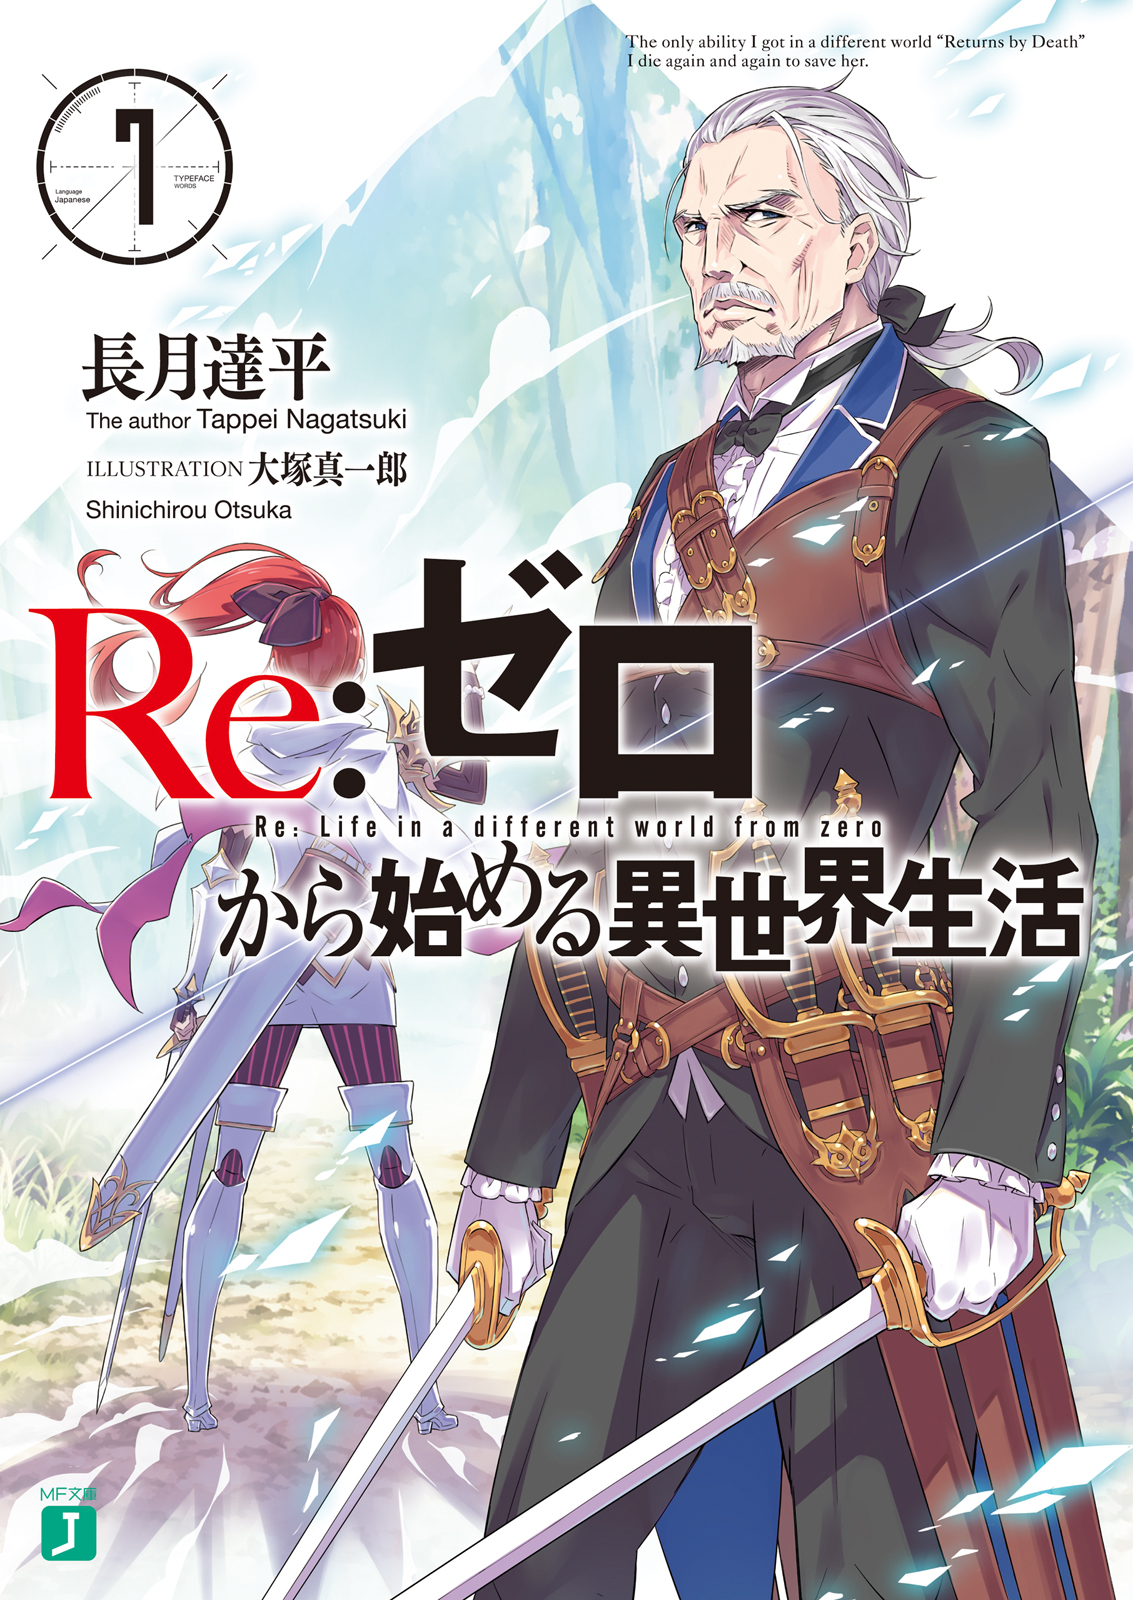 The only ability I got in a different world “Returns by Death”
I die again and again to save her.
7
Language
Japanese
TYPEFACE
WORDS
長月達平
The author Tappei Nagatsuki
ILLUSTRATION 大塚真一郎
Shinichirou Otsuka
Re:ゼロ
Re: Life in a different world from zero
から始める異世界生活
MF文庫
J